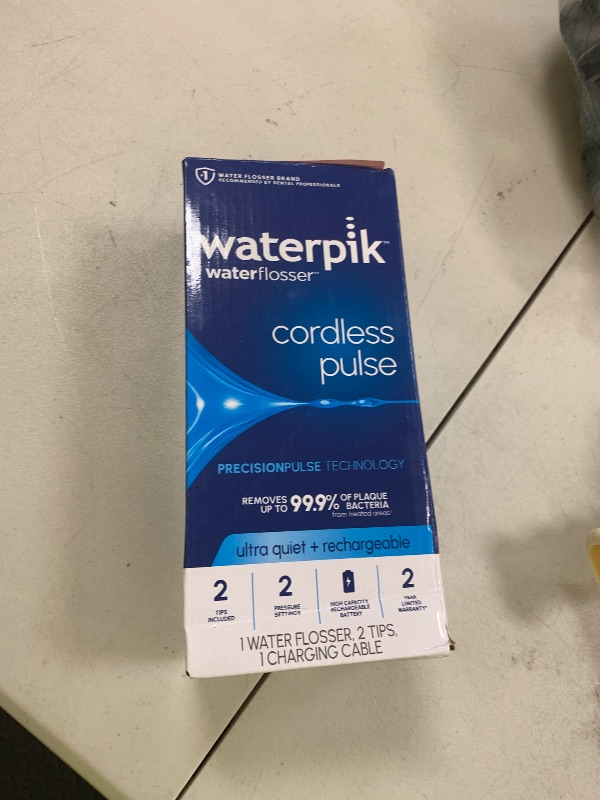 1
WATER FLOSSER BRAND
RECOMMENDED BY DENTAL PROFESSIONALS
waterpik™
waterflosser™
cordless
pulse
PRECISIONPULSE TECHNOLOGY
REMOVES UP TO 99.9% OF PLAQUE BACTERIA
from treated areas
ultra quiet + rechargeable
2 TIPS INCLUDED
2 PRESSURE SETTINGS
HIGH CAPACITY RECHARGEABLE BATTERY
2 YEAR LIMITED WARRANTY
1 WATER FLOSSER, 2 TIPS,
1 CHARGING CABLE